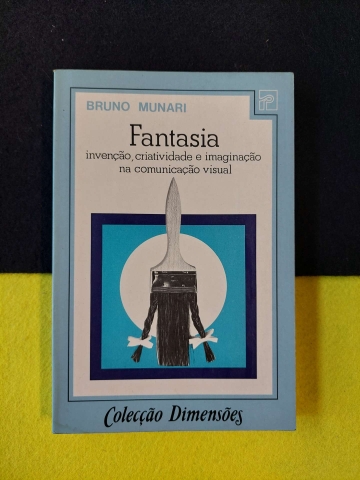 BRUNO MUNARI
Fantasia
invenção, criatividade e imaginação
na comunicação visual
Colecção Dimensões